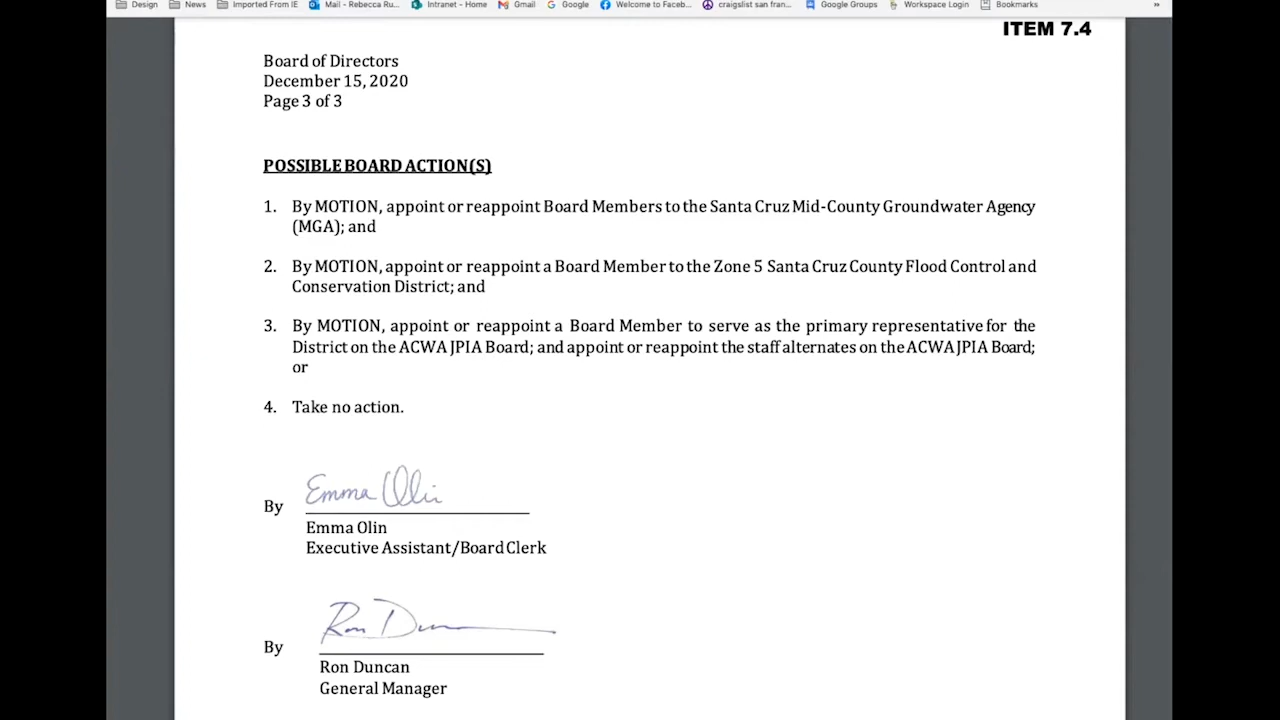 Design News Imported From IE Mail - Rebecca Ru... Intranet - Home Gmail Google Welcome to Faceb... craigslist san fran... Google Groups Workspace Login Bookmarks »
ITEM 7.4
Board of Directors
December 15, 2020
Page 3 of 3
POSSIBLE BOARD ACTION(S)
1. By MOTION, appoint or reappoint Board Members to the Santa Cruz Mid-County Groundwater Agency
(MGA); and
2. By MOTION, appoint or reappoint a Board Member to the Zone 5 Santa Cruz County Flood Control and
Conservation District; and
3. By MOTION, appoint or reappoint a Board Member to serve as the primary representative for the
District on the ACWA JPIA Board; and appoint or reappoint the staff alternates on the ACWA JPIA Board;
or
4. Take no action.
Emma Olin
By
Emma Olin
Executive Assistant/Board Clerk
Ron Duncan
By
Ron Duncan
General Manager